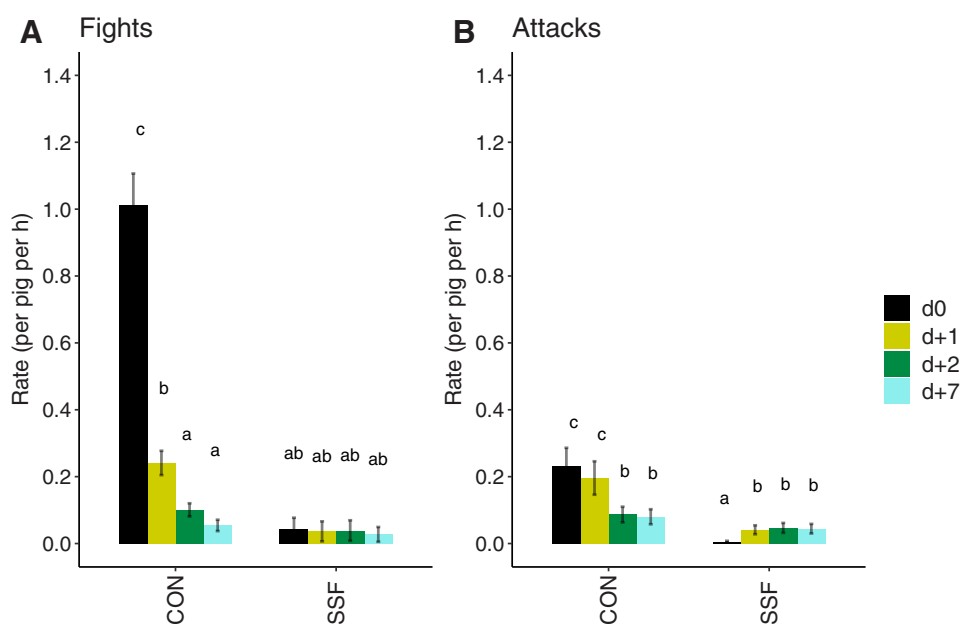 A Fights
B Attacks
Rate (per pig per h)
1.4
1.2
1.0
0.8
0.6
0.4
0.2
0.0
c
b
a
a
ab
ab
ab
ab
CON
SSF
Rate (per pig per h)
1.4
1.2
1.0
0.8
0.6
0.4
0.2
0.0
c
c
b
b
a
b
b
b
CON
SSF
d0
d+1
d+2
d+7